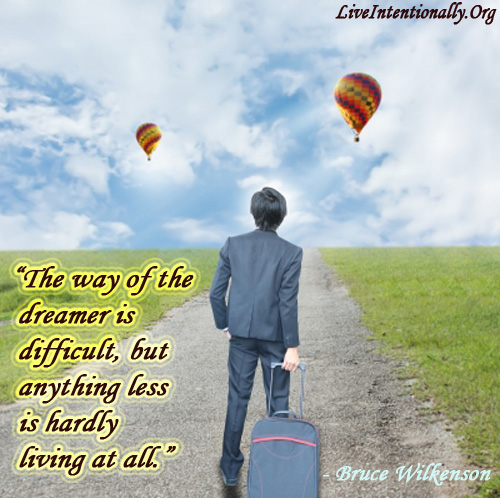 LiveIntentionally.Org
“The way of the
dreamer is
difficult, but
anything less
is hardly
living at all.”
- Bruce Wilkenson